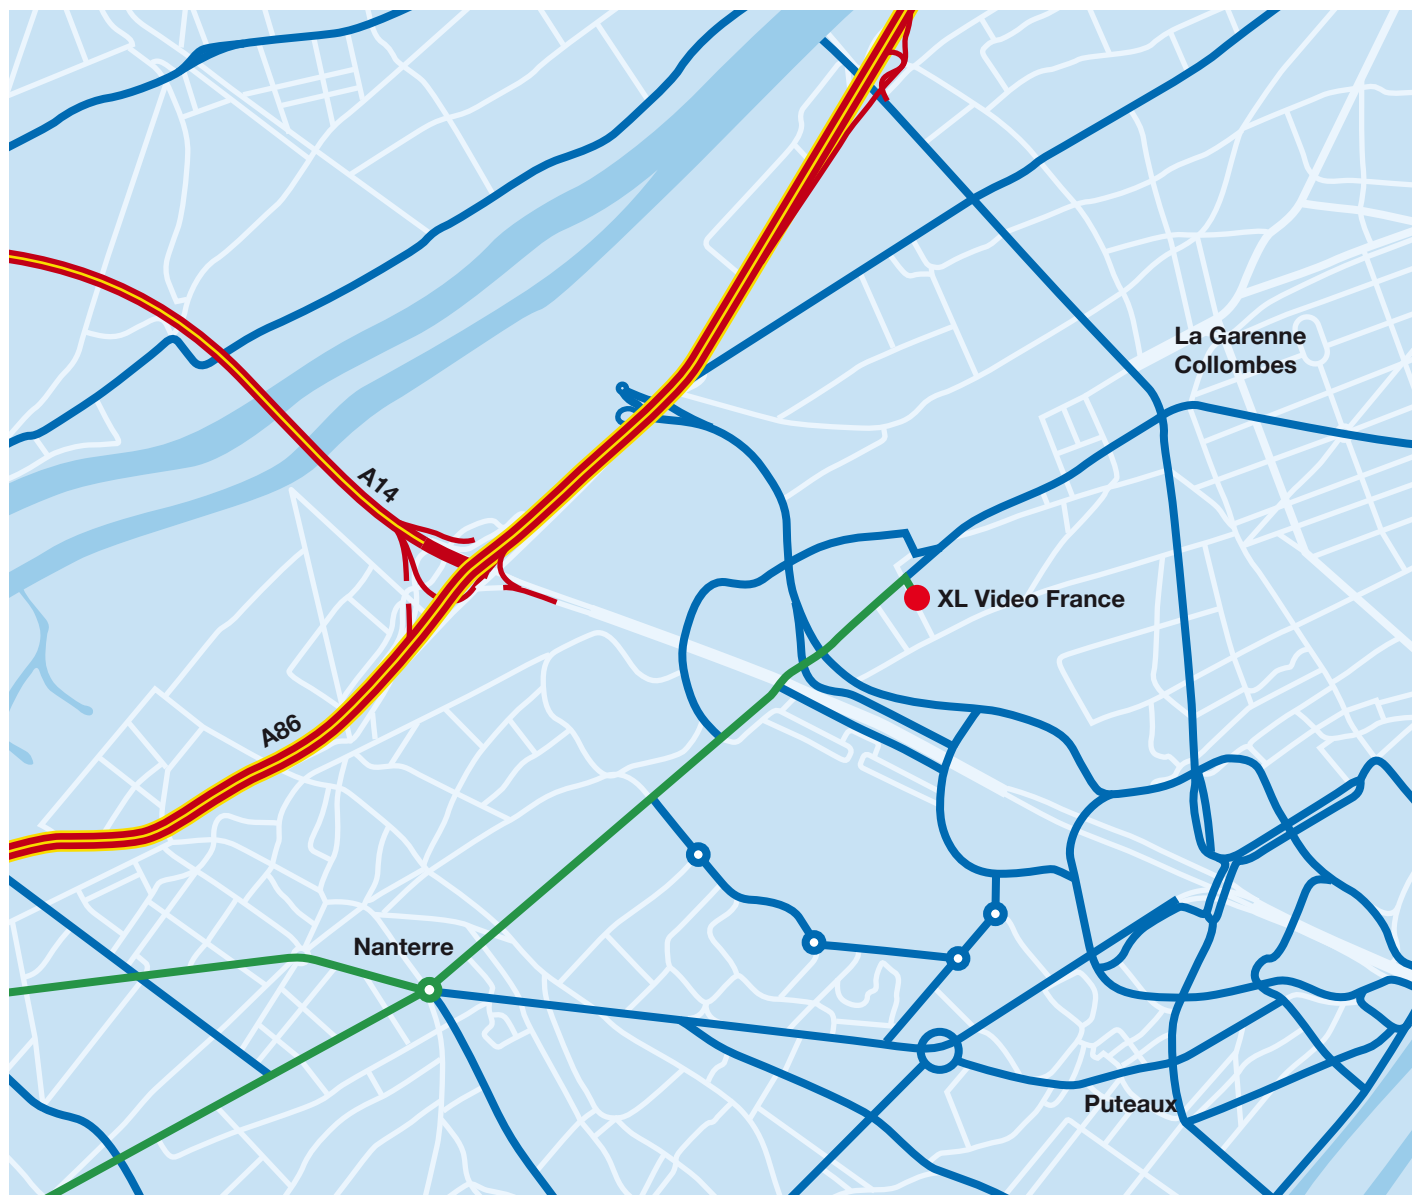 La Garenne
Collombes
A14
XL Video France
A86
Nanterre
Puteaux